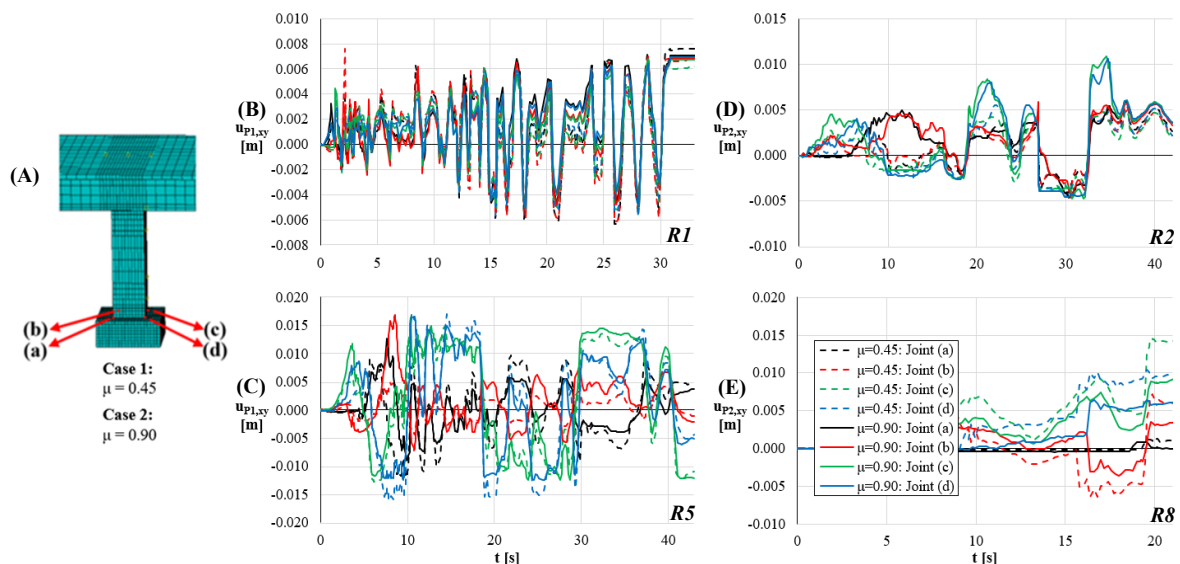 (A)
(b)
(a)
(c)
(d)
Case 1:
μ = 0.45
Case 2:
μ = 0.90
(B)
u_P1,xy
[m]
0.010
0.008
0.006
0.004
0.002
0.000
-0.002
-0.004
-0.006
-0.008
0 5 10 15 20 25 30
R1
(D)
u_P2,xy
[m]
0.015
0.010
0.005
0.000
-0.005
-0.010
0 10 20 30 40
R2
(C)
u_P1,xy
[m]
0.020
0.015
0.010
0.005
0.000
-0.005
-0.010
-0.015
-0.020
0 10 20 30 40
t [s]
R5
(E)
u_P2,xy
[m]
0.020
0.015
0.010
0.005
0.000
-0.005
-0.010
μ=0.45: Joint (a)
μ=0.45: Joint (b)
μ=0.45: Joint (c)
μ=0.45: Joint (d)
μ=0.90: Joint (a)
μ=0.90: Joint (b)
μ=0.90: Joint (c)
μ=0.90: Joint (d)
0 5 10 15 20
t [s]
R8